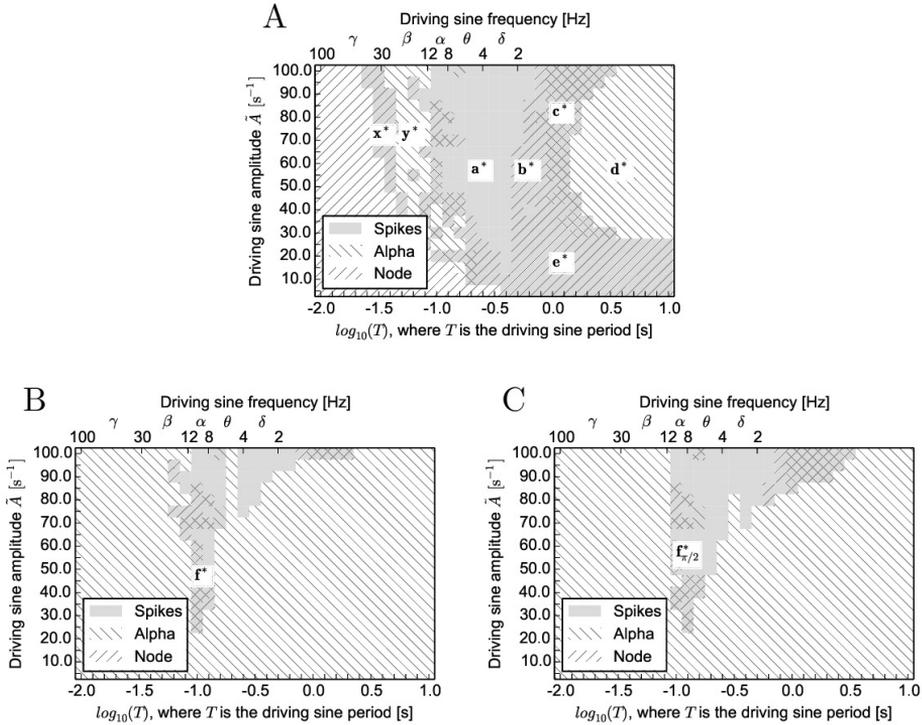 A
Driving sine frequency [Hz]
γ β α θ δ
100 30 12 8 4 2
Driving sine amplitude Ã [s⁻¹]
100.0
90.0
80.0
70.0
60.0
50.0
40.0
30.0
20.0
10.0
c*
x* y*
a* b* d*
e*
Spikes
Alpha
Node
-2.0 -1.5 -1.0 -0.5 0.0 0.5 1.0
log₁₀(T), where T is the driving sine period [s]
B
Driving sine frequency [Hz]
γ β α θ δ
100 30 12 8 4 2
Driving sine amplitude Ã [s⁻¹]
100.0
90.0
80.0
70.0
60.0
50.0
40.0
30.0
20.0
10.0
f*
Spikes
Alpha
Node
-2.0 -1.5 -1.0 -0.5 0.0 0.5 1.0
log₁₀(T), where T is the driving sine period [s]
C
Driving sine frequency [Hz]
γ β α θ δ
100 30 12 8 4 2
Driving sine amplitude Ã [s⁻¹]
100.0
90.0
80.0
70.0
60.0
50.0
40.0
30.0
20.0
10.0
f*π/2
Spikes
Alpha
Node
-2.0 -1.5 -1.0 -0.5 0.0 0.5 1.0
log₁₀(T), where T is the driving sine period [s]